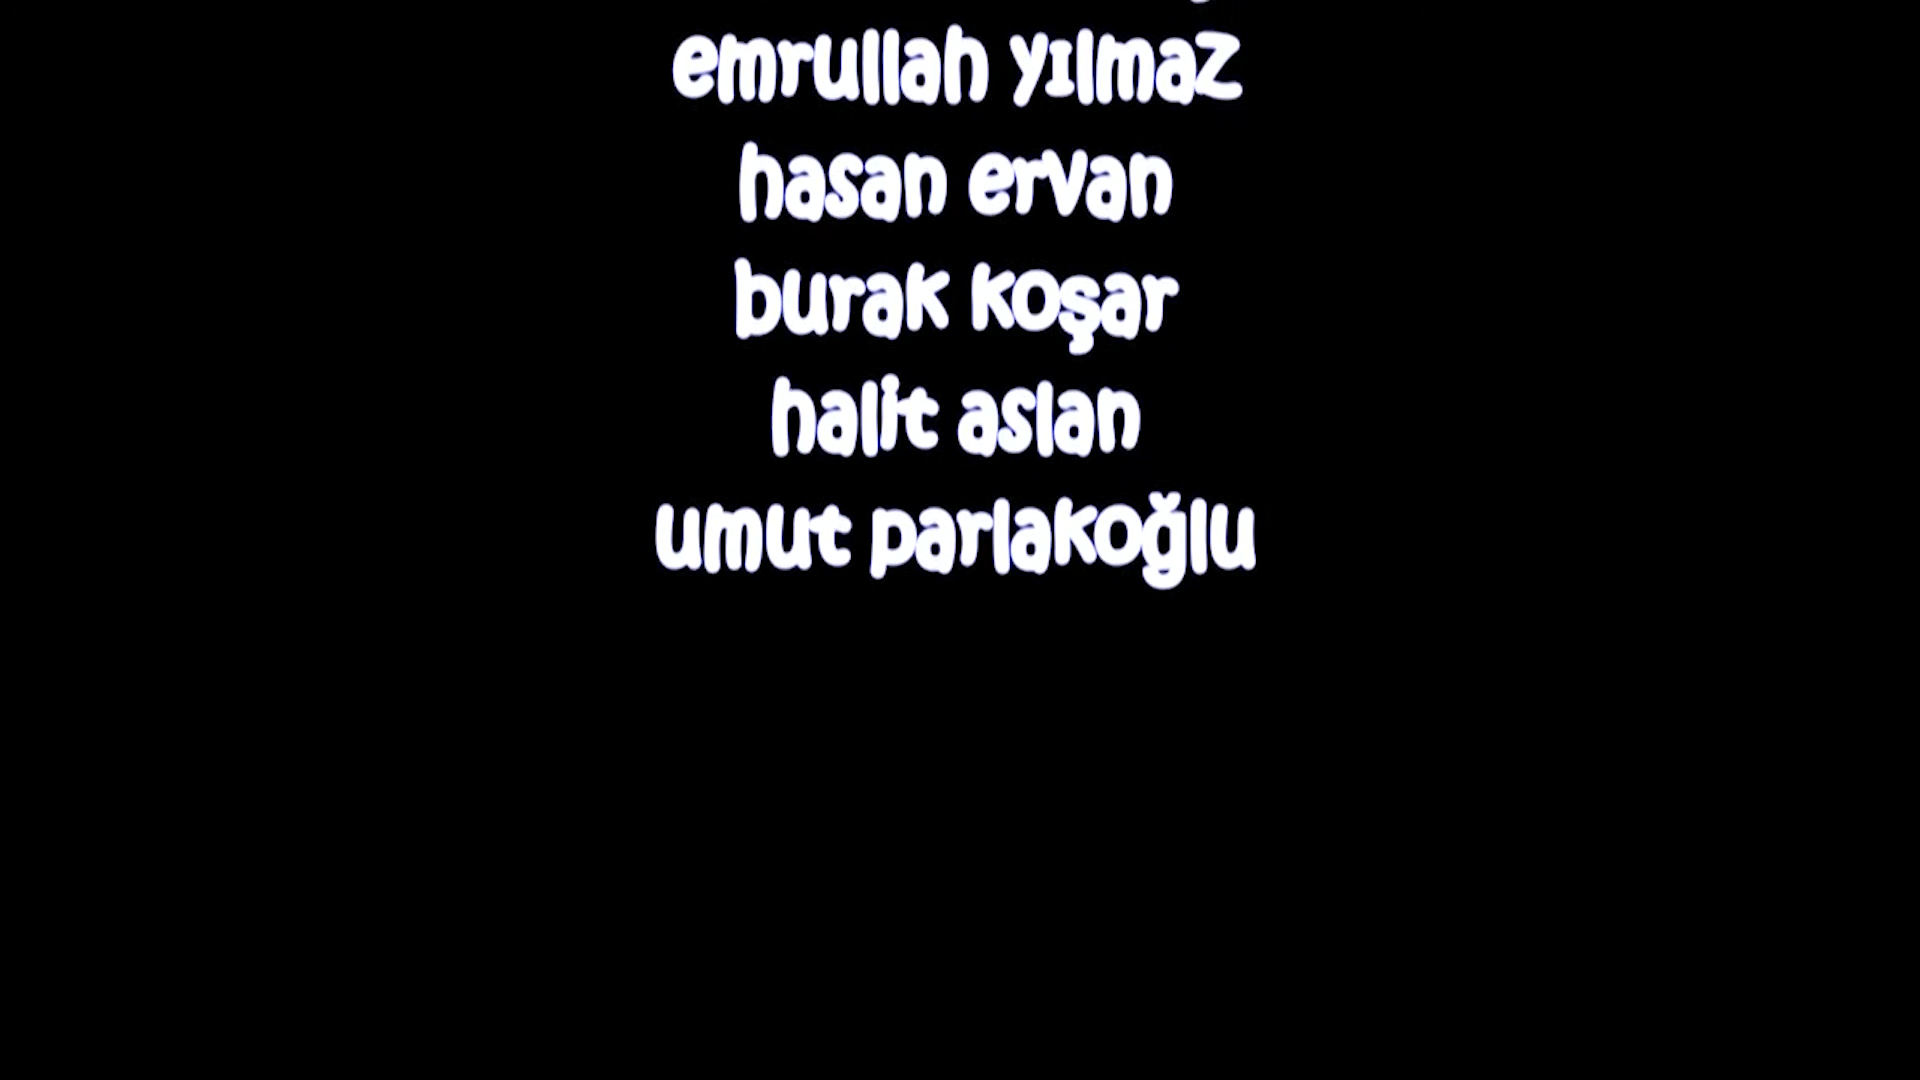 emrullah yılmaz
hasan ervan
burak koşar
halit aslan
umut parlakoğlu